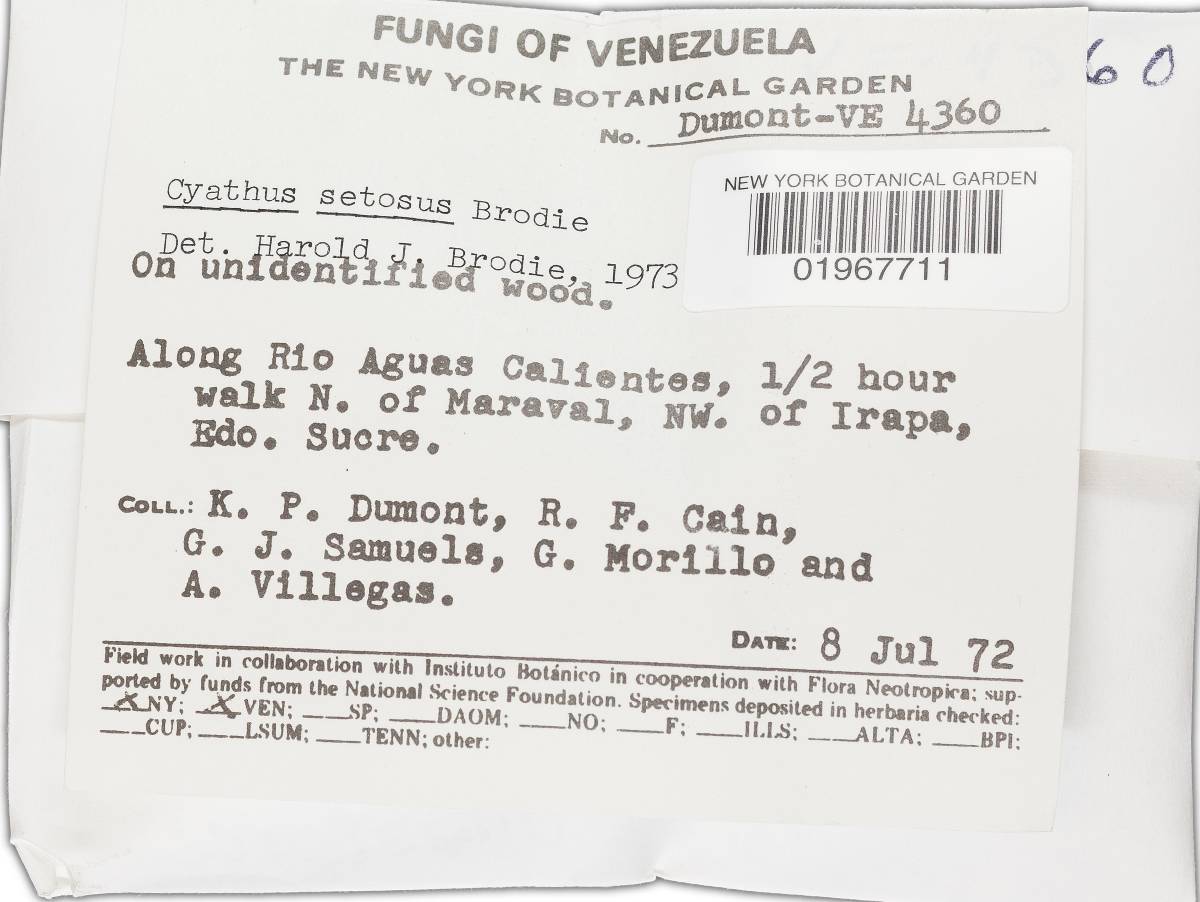 FUNGI OF VENEZUELA
THE NEW YORK BOTANICAL GARDEN
60
No. Dumont-VE 4360
NEW YORK BOTANICAL GARDEN
01967711
Cyathus setosus Brodie
Det. Harold J. Brodie, 1973
On unidentified wood.
Along Rio Aguas Calientes, 1/2 hour
walk N. of Maraval, NW. of Irapa,
Edo. Sucre.
COLL.: K. P. Dumont, R. F. Cain,
G. J. Samuels, G. Morillo and
A. Villegas.
DATE: 8 Jul 72
Field work in collaboration with Instituto Botánico in cooperation with Flora Neotropica; sup-
ported by funds from the National Science Foundation. Specimens deposited in herbaria checked:
X NY; X VEN; ___SP; ___DAOM; ___NO; ___F; ___ILLS; ___ALTA; ___BPI;
___CUP; ___LSUM; ___TENN; other: